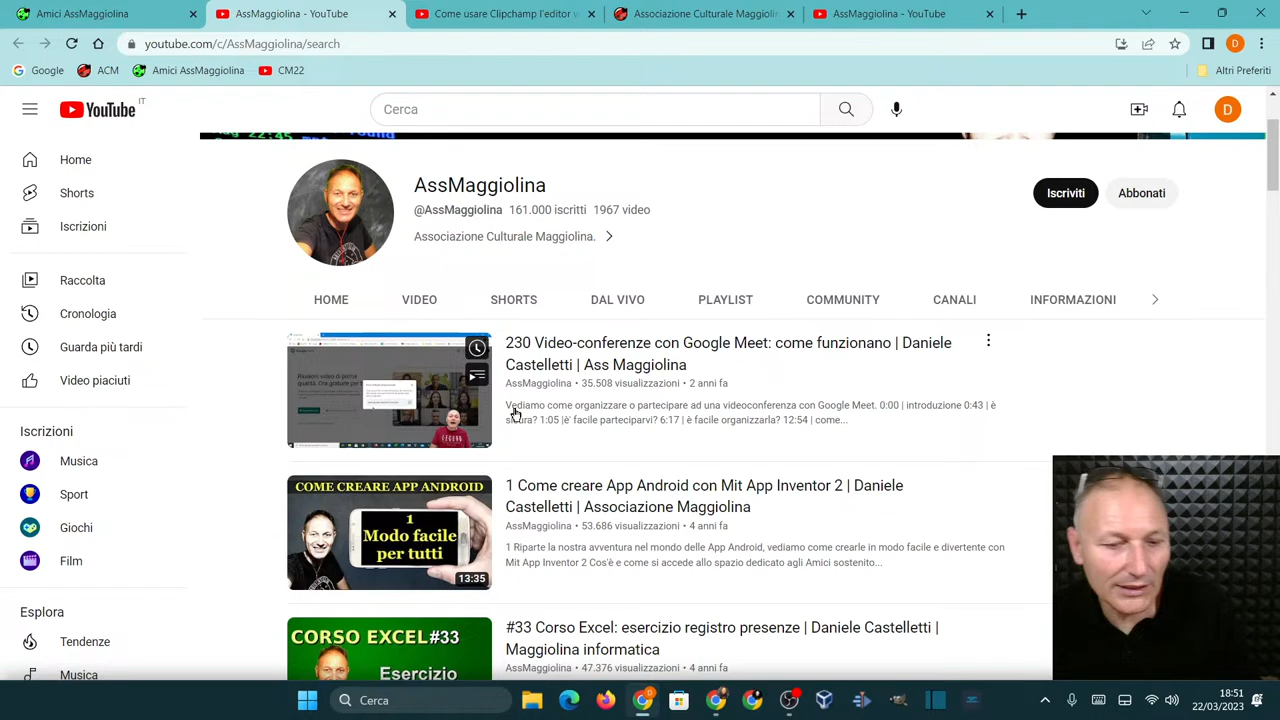 Amici AssMaggiolina - YouTube
AssMaggiolina - YouTube
Come usare Clipchamp l'editor v
Associazione Culturale Maggiolin
AssMaggiolina - YouTube
youtube.com/c/AssMaggiolina/search
Google
ACM
Amici AssMaggiolina
CM22
Altri Preferiti
YouTube
IT
Cerca
D
Home
Shorts
Iscrizioni
Raccolta
Cronologia
Guarda più tardi
Video piaciuti
Iscrizioni
Musica
Sport
Giochi
Film
Esplora
Tendenze
Musica
AssMaggiolina
@AssMaggiolina 161.000 iscritti 1967 video
Associazione Culturale Maggiolina.
Iscriviti
Abbonati
HOME
VIDEO
SHORTS
DAL VIVO
PLAYLIST
COMMUNITY
CANALI
INFORMAZIONI
230 Video-conferenze con Google Meet: come funzionano | Daniele
Castelletti | Ass Maggiolina
AssMaggiolina • 35.508 visualizzazioni • 2 anni fa
Vediamo come organizzare o partecipare ad una videoconferenza con Google Meet. 0:00 | introduzione 0:43 | è
sicura? 1:05 |è' facile parteciparvi? 6:17 | è facile organizzarla? 12:54 | come...
COME CREARE APP ANDROID
1
Modo facile
per tutti
13:35
1 Come creare App Android con Mit App Inventor 2 | Daniele
Castelletti | Associazione Maggiolina
AssMaggiolina • 53.686 visualizzazioni • 4 anni fa
1 Riparte la nostra avventura nel mondo delle App Android, vediamo come crearle in modo facile e divertente con
Mit App Inventor 2 Cos'è e come si accede allo spazio dedicato agli Amici sostenito...
CORSO EXCEL#33
Esercizio
#33 Corso Excel: esercizio registro presenze | Daniele Castelletti |
Maggiolina informatica
AssMaggiolina • 47.376 visualizzazioni • 4 anni fa
Cerca
18:51
22/03/2023